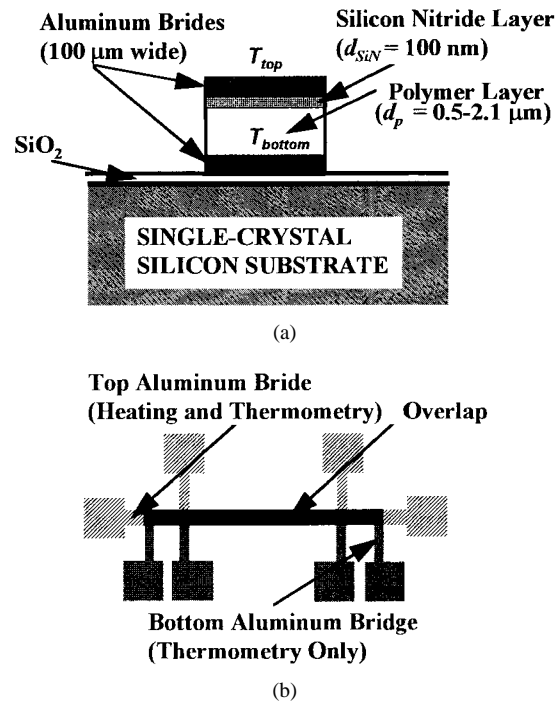 Aluminum Brides
(100 μm wide)
T_top
Silicon Nitride Layer
(d_SiN = 100 nm)
Polymer Layer
(d_p = 0.5-2.1 μm)
T_bottom
SiO2
SINGLE-CRYSTAL
SILICON SUBSTRATE
(a)
Top Aluminum Bride
(Heating and Thermometry)
Overlap
Bottom Aluminum Bridge
(Thermometry Only)
(b)